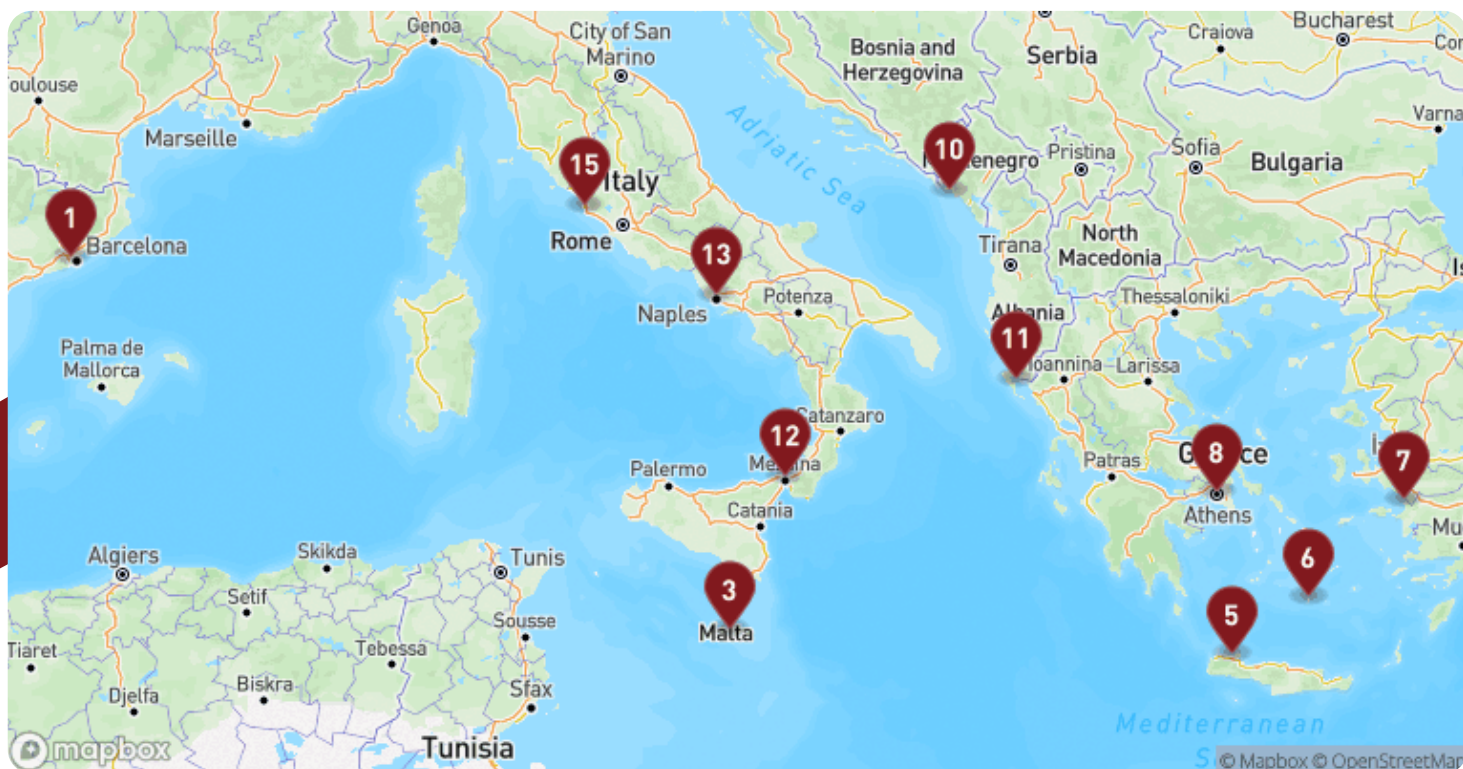 Genoa
City of San
Marino
Bosnia and
Herzegovina
Serbia
Craiova
Bucharest
oulouse
Marseille
Adriatic Sea
Varna
15
Italy
10
Pristina
Sofia
Bulgaria
1
Barcelona
Rome
13
Tirana
North
Macedonia
Naples
Potenza
Thessaloniki
Palma de
Mallorca
11
Ioannina
Larissa
12
Catanzaro
Palermo
Patras
8
7
Catania
Athens
Algiers
Skikda
Tunis
6
Setif
3
Malta
5
Sousse
Tiaret
Tebessa
Djelfa
Biskra
Sfax
Tunisia
Mediterranean
mapbox
© Mapbox © OpenStreetMap